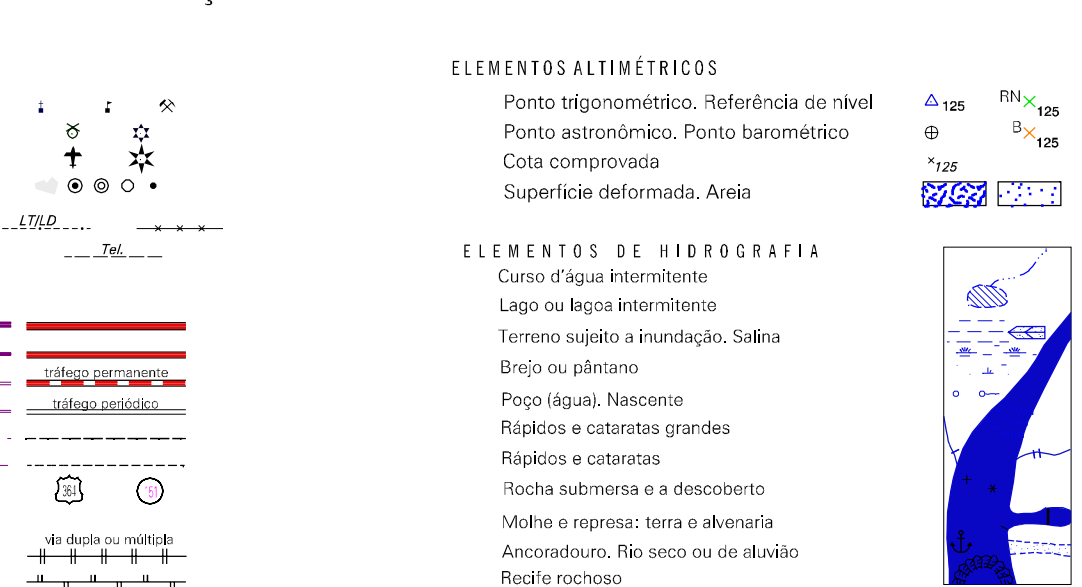 3
LT/LD
Tel.
tráfego permanente
tráfego periódico
364
151
via dupla ou múltipla
ELEMENTOS ALTIMÉTRICOS
Ponto trigonométrico. Referência de nível 125 RN 125
Ponto astronômico. Ponto barométrico B 125
Cota comprovada 125
Superfície deformada. Areia
ELEMENTOS DE HIDROGRAFIA
Curso d'água intermitente
Lago ou lagoa intermitente
Terreno sujeito a inundação. Salina
Brejo ou pântano
Poço (água). Nascente
Rápidos e cataratas grandes
Rápidos e cataratas
Rocha submersa e a descoberto
Molhe e represa: terra e alvenaria
Ancoradouro. Rio seco ou de aluvião
Recife rochoso